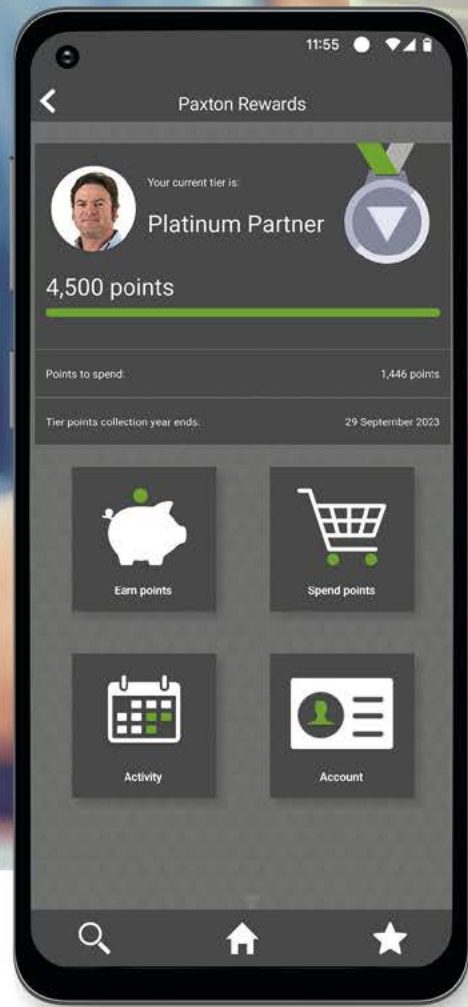 11:55
Paxton Rewards
Your current tier is:
Platinum Partner
4,500 points
Points to spend: 1,446 points
Tier points collection year ends: 29 September 2023
Earn points
Spend points
Activity
Account